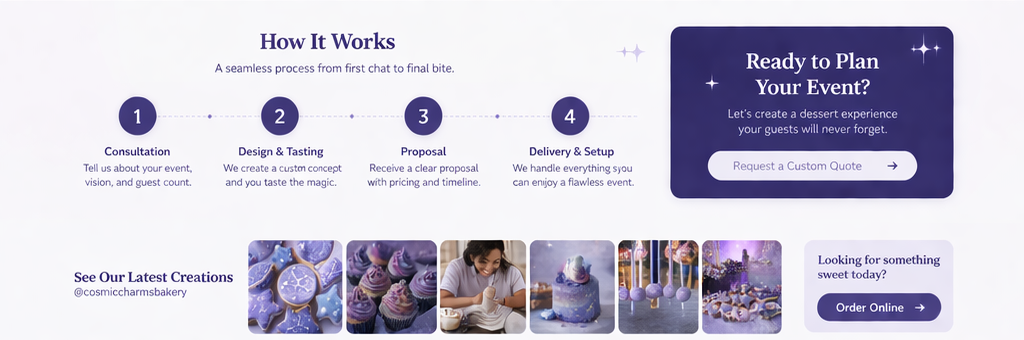 How It Works
A seamless process from first chat to final bite.
1
2
3
4
Consultation
Tell us about your event,
vision, and guest count.
Design & Tasting
We create a custm concept
and you taste the magic.
Proposal
Receive a clear proposal
with pricing and timeline.
Delivery & Setup
We handle everything syou
can enjoy a flawless event.
Ready to Plan
Your Event?
Let's create a dessert experience
your guests will never forget.
Request a Custom Quote →
See Our Latest Creations
@cosmiccharmsbakery
Looking for something
sweet today?
Order Online →